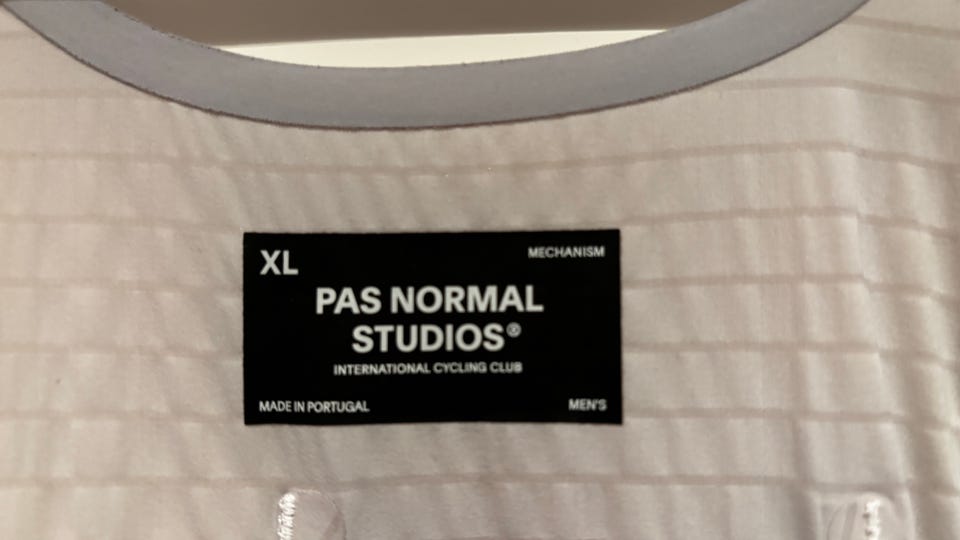 XL
MECHANISM
PAS NORMAL
STUDIOS®
INTERNATIONAL CYCLING CLUB
MADE IN PORTUGAL
MEN'S